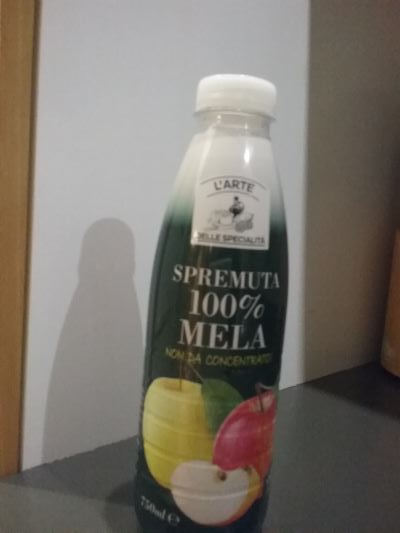 L'ARTE
DELLE SPECIALITÀ
SPREMUTA
100%
MELA
NON DA CONCENTRATO
750ml e